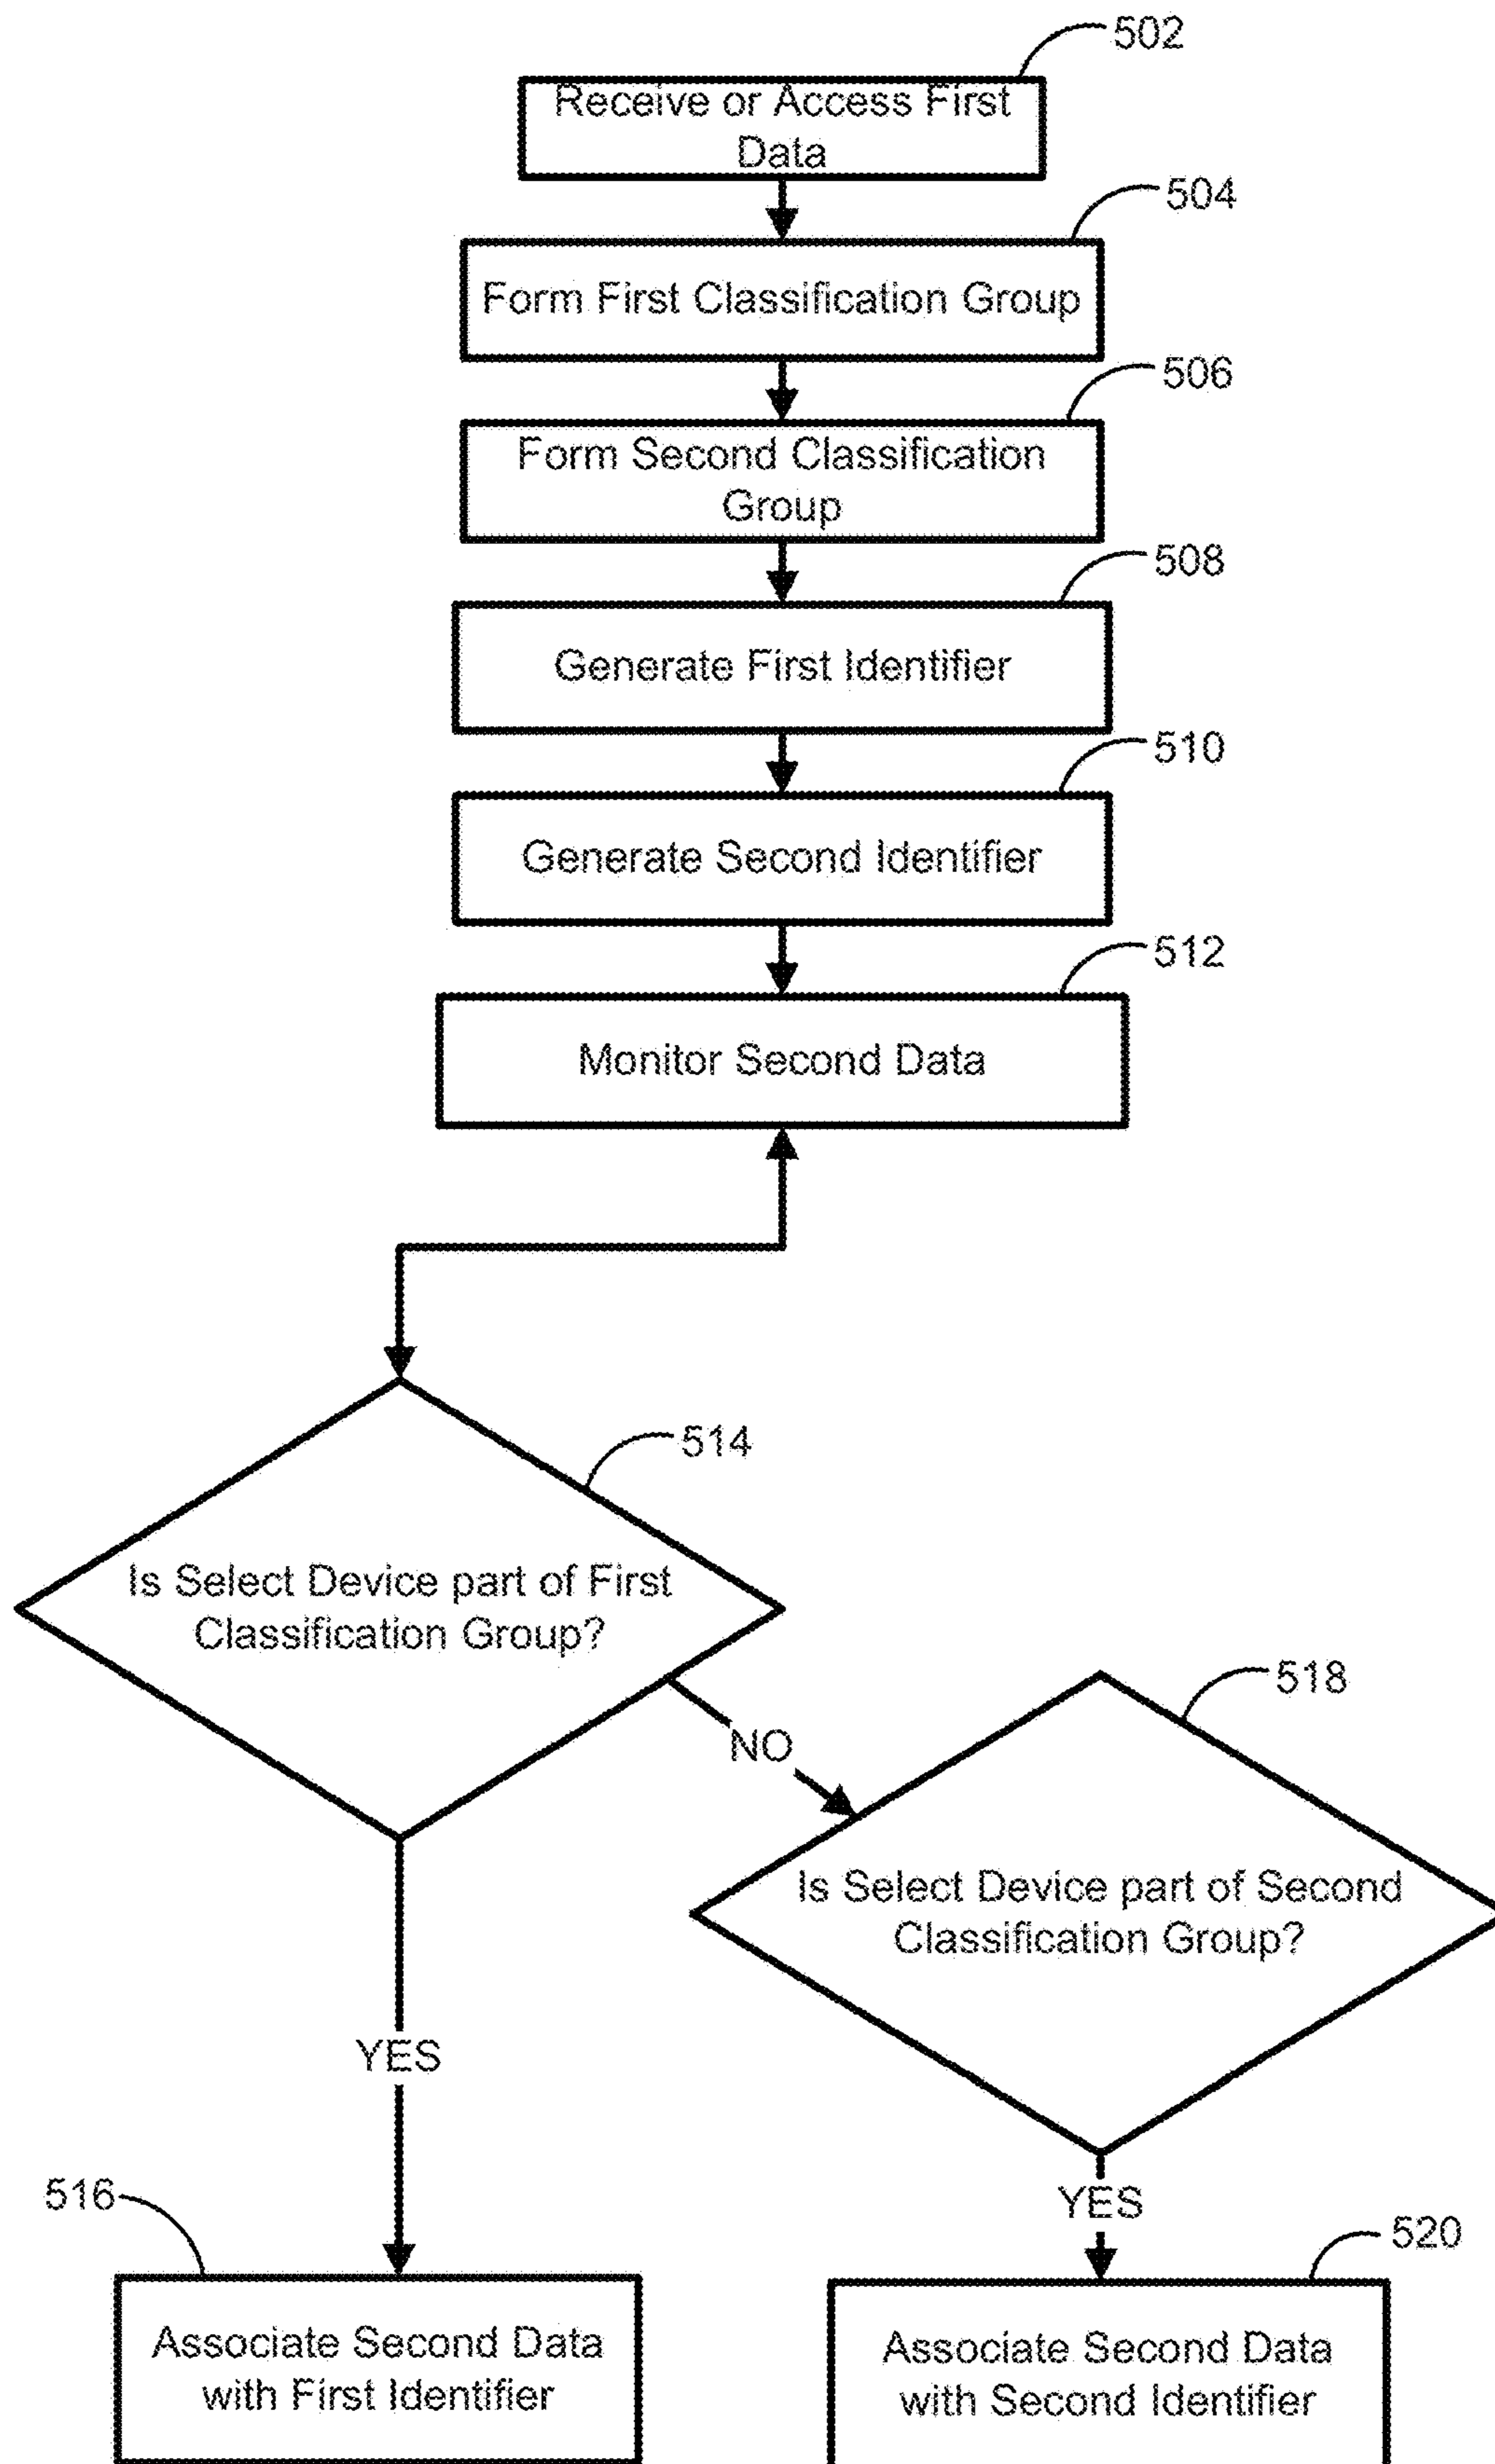 502
Receive or Access First
Data
504
Form First Classification Group
506
Form Second Classification
Group
508
Generate First Identifier
510
Generate Second Identifier
512
Monitor Second Data
514
Is Select Device part of First
Classification Group?
NO
518
Is Select Device part of Second
Classification Group?
YES
YES
516
Associate Second Data
with First Identifier
520
Associate Second Data
with Second Identifier